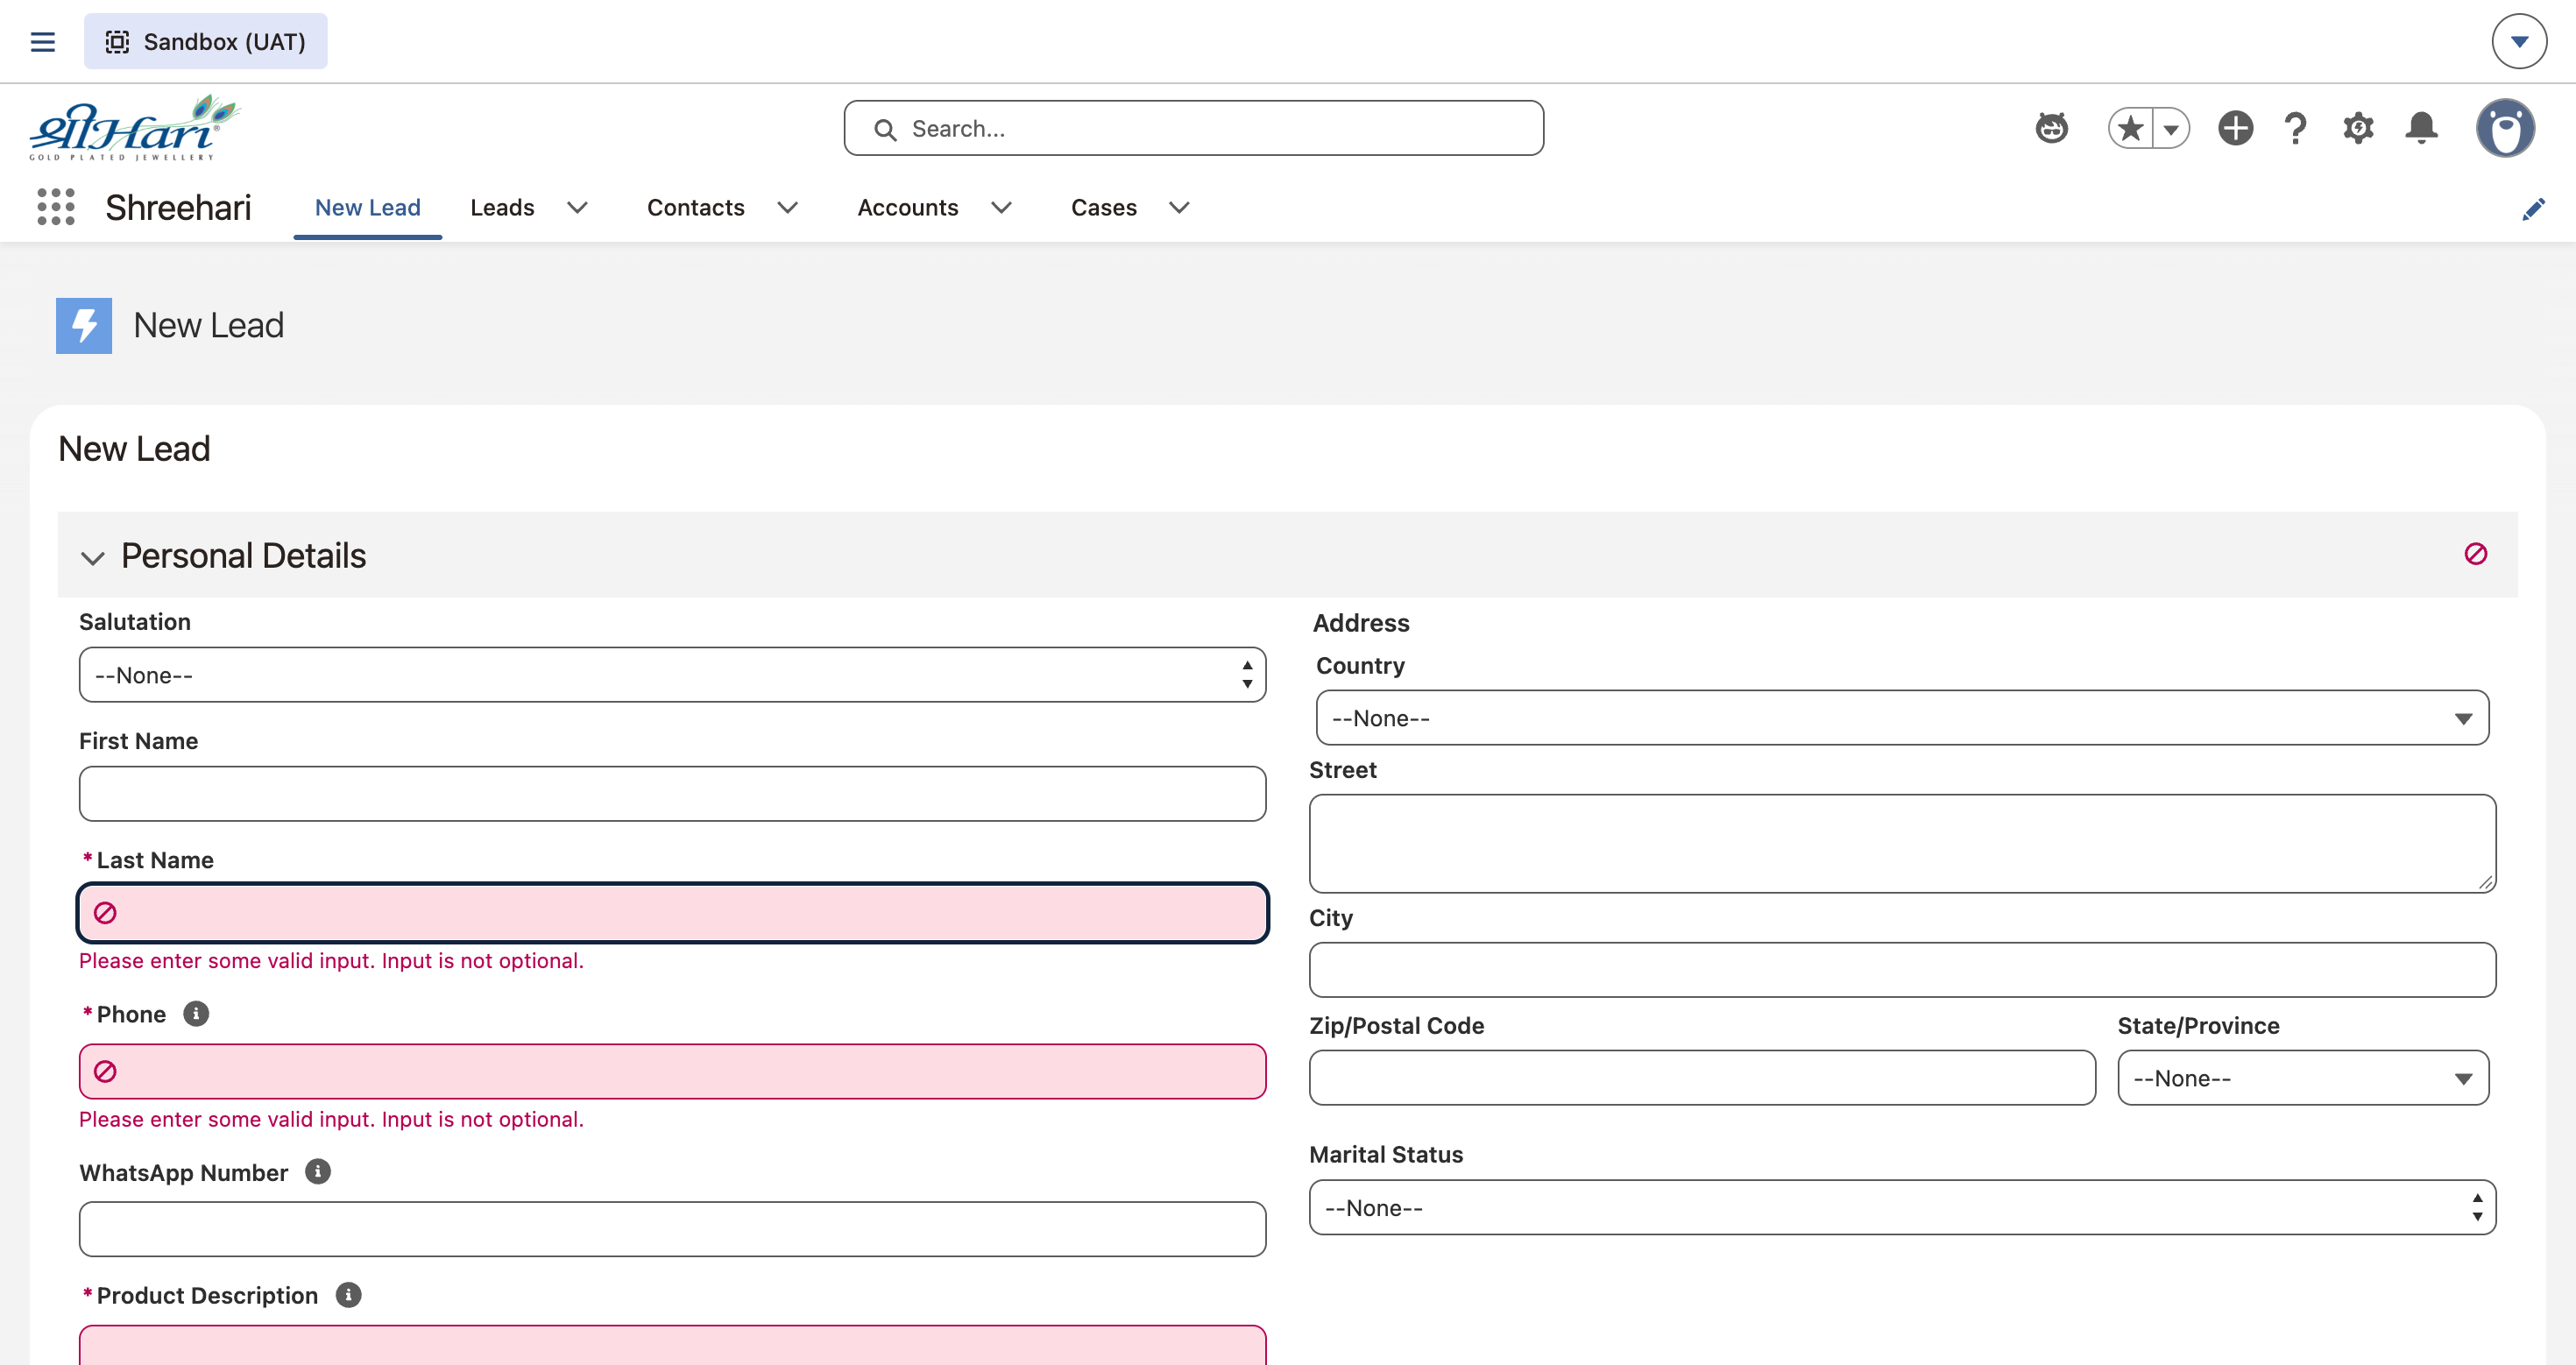 Sandbox (UAT)
श्रीHari®
GOLD PLATED JEWELLERY
Search...
Shreehari
New Lead
Leads
Contacts
Accounts
Cases
New Lead
New Lead
Personal Details
Salutation
--None--
First Name
*Last Name
Please enter some valid input. Input is not optional.
*Phone
Please enter some valid input. Input is not optional.
WhatsApp Number
*Product Description
Address
Country
--None--
Street
City
Zip/Postal Code
State/Province
--None--
Marital Status
--None--